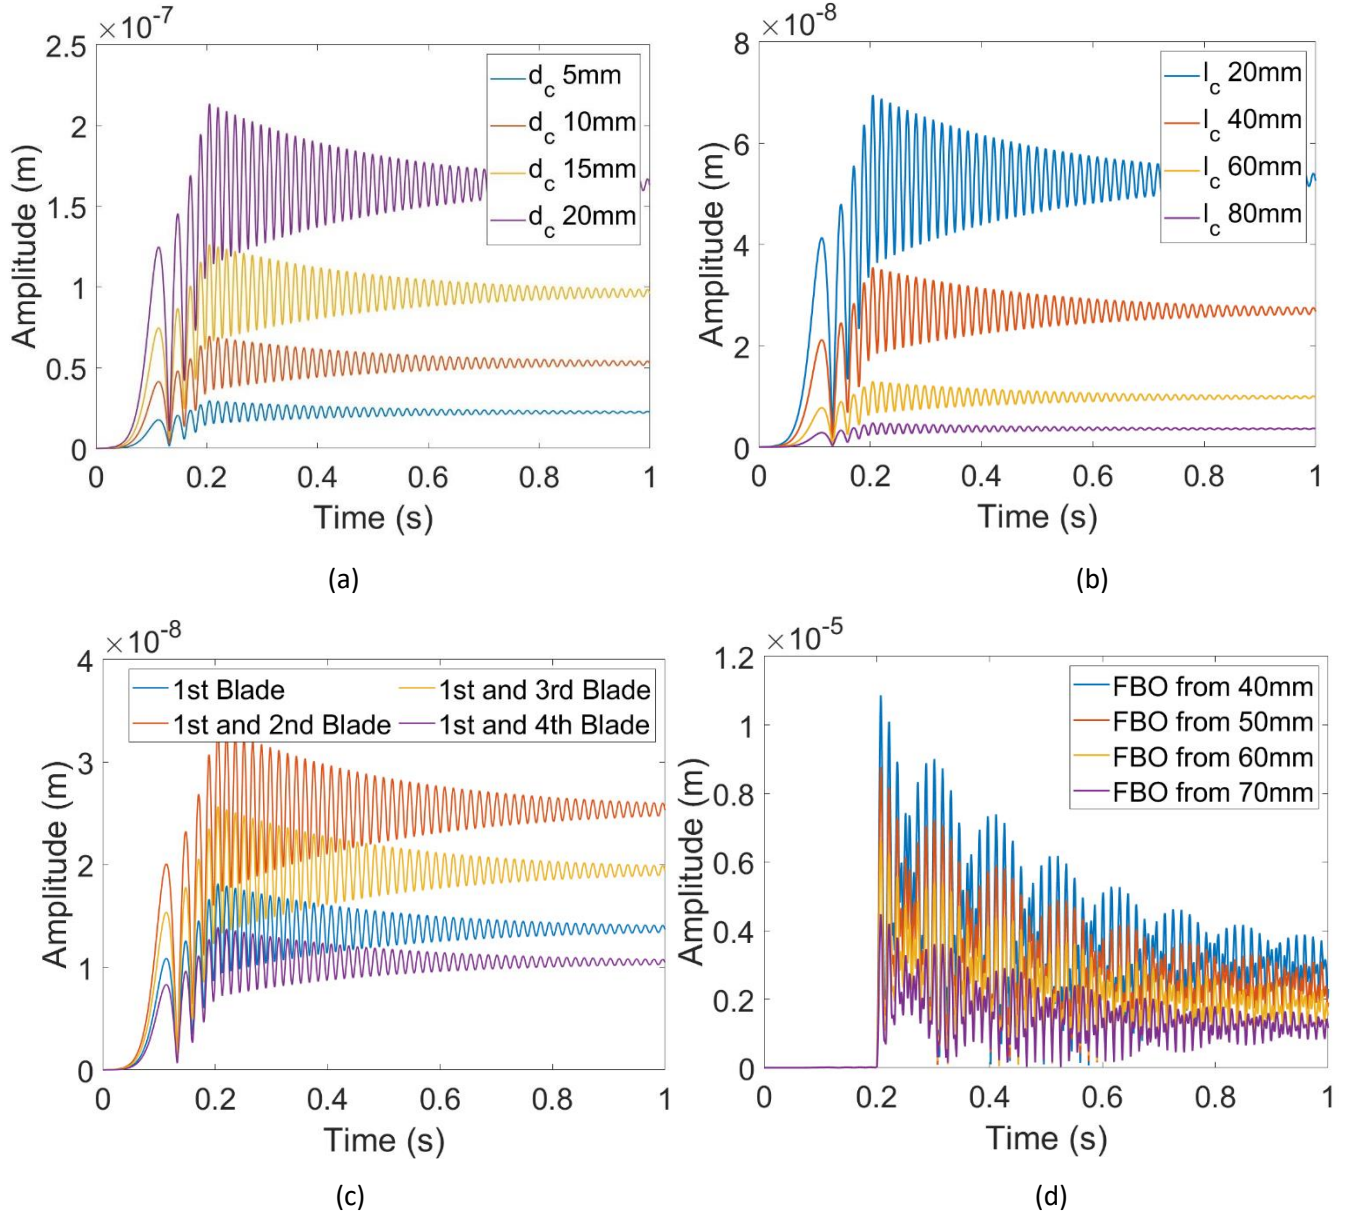 ×10⁻⁷
2.5
2
1.5
1
0.5
0
0 0.2 0.4 0.6 0.8 1
Amplitude (m)
Time (s)
d_c 5mm
d_c 10mm
d_c 15mm
d_c 20mm
(a)
×10⁻⁸
8
6
4
2
0
0 0.2 0.4 0.6 0.8 1
Amplitude (m)
Time (s)
l_c 20mm
l_c 40mm
l_c 60mm
l_c 80mm
(b)
×10⁻⁸
4
3
2
1
0
0 0.2 0.4 0.6 0.8 1
Amplitude (m)
Time (s)
1st Blade
1st and 2nd Blade
1st and 3rd Blade
1st and 4th Blade
(c)
×10⁻⁵
1.2
1
0.8
0.6
0.4
0.2
0
0 0.2 0.4 0.6 0.8 1
Amplitude (m)
Time (s)
FBO from 40mm
FBO from 50mm
FBO from 60mm
FBO from 70mm
(d)